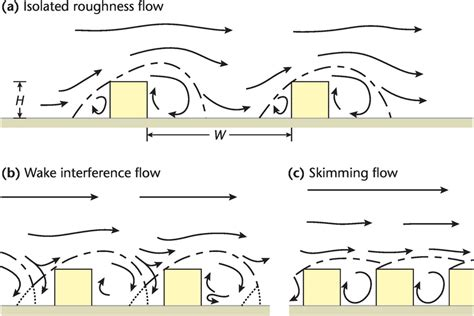 (a) Isolated roughness flow
H
W
(b) Wake interference flow
(c) Skimming flow